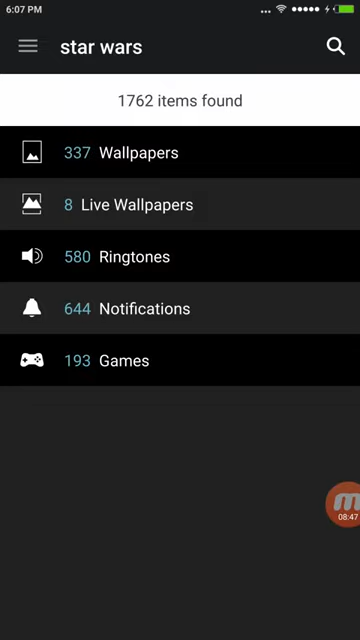 6:07 PM
star wars
1762 items found
337 Wallpapers
8 Live Wallpapers
580 Ringtones
644 Notifications
193 Games
08:47